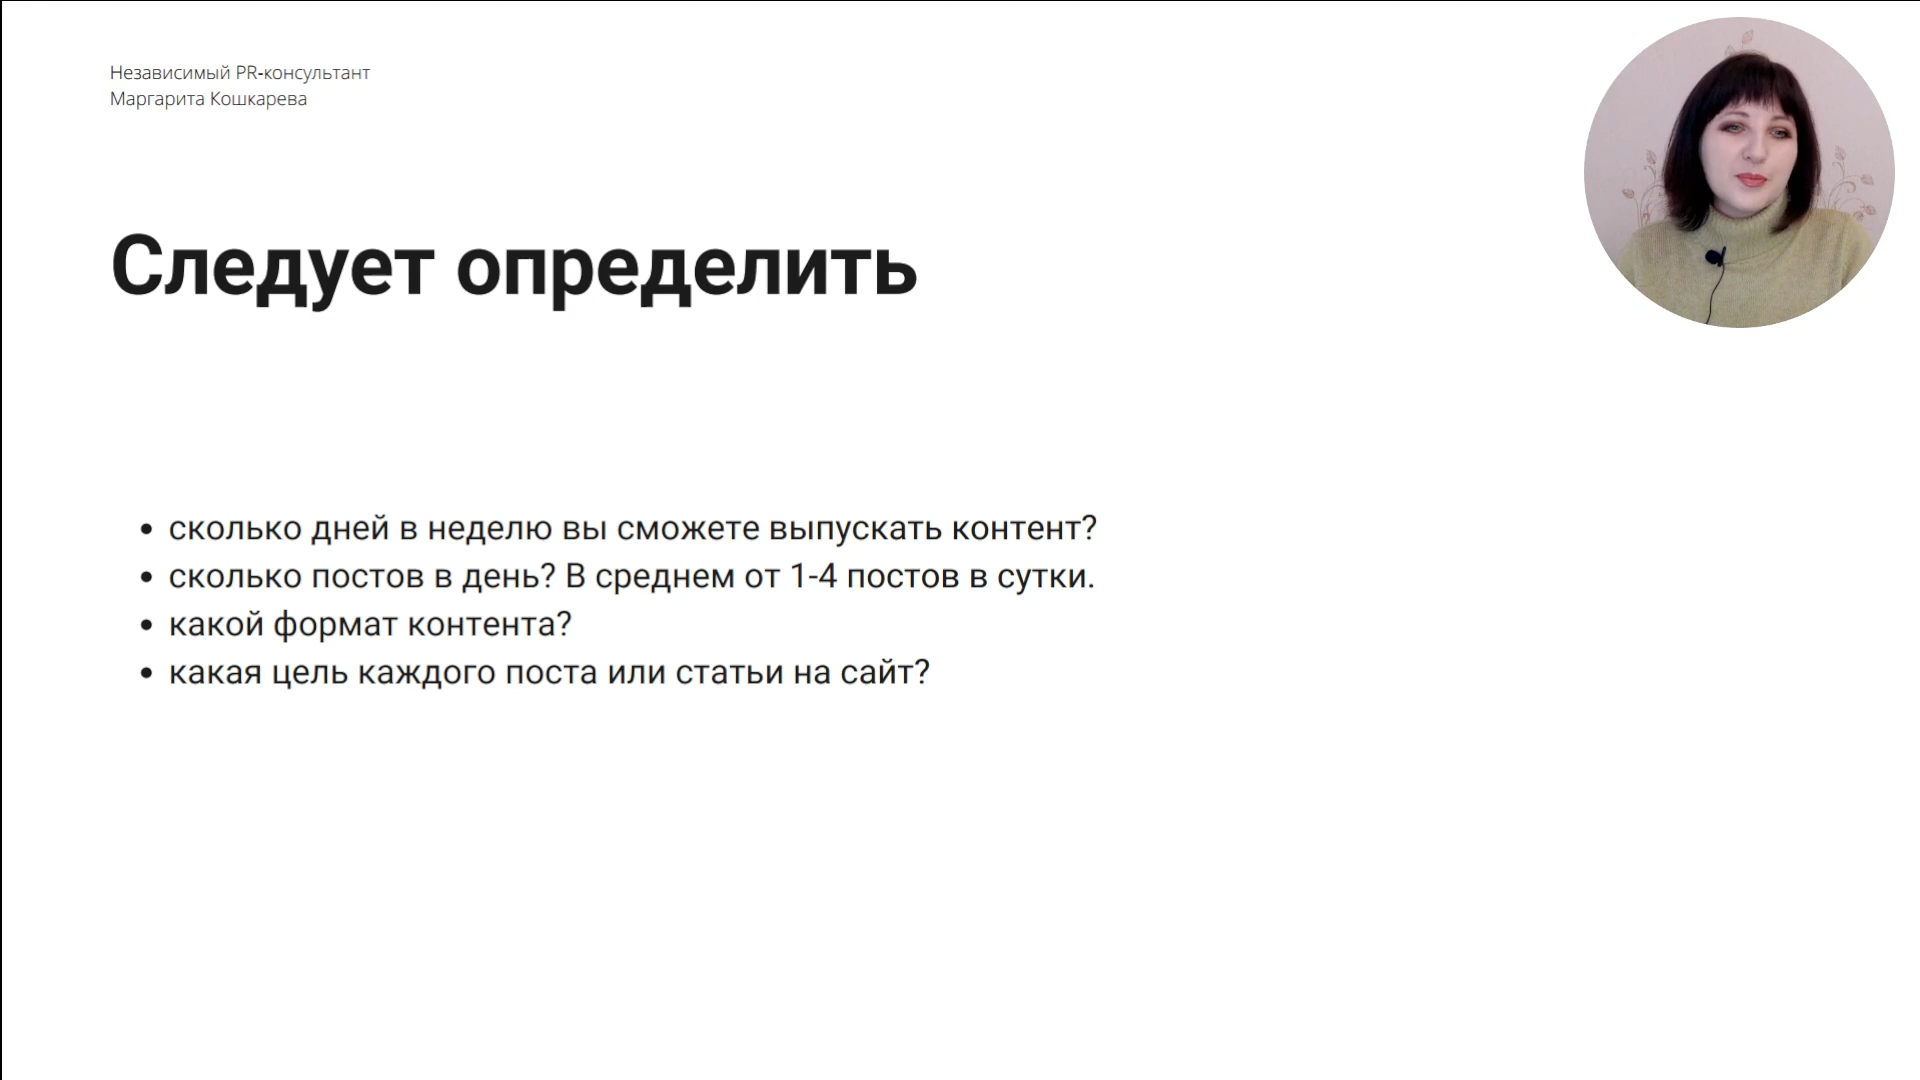 Независимый PR-консультант
Маргарита Кошкарева
Следует определить
• сколько дней в неделю вы сможете выпускать контент?
• сколько постов в день? В среднем от 1-4 постов в сутки.
• какой формат контента?
• какая цель каждого поста или статьи на сайт?